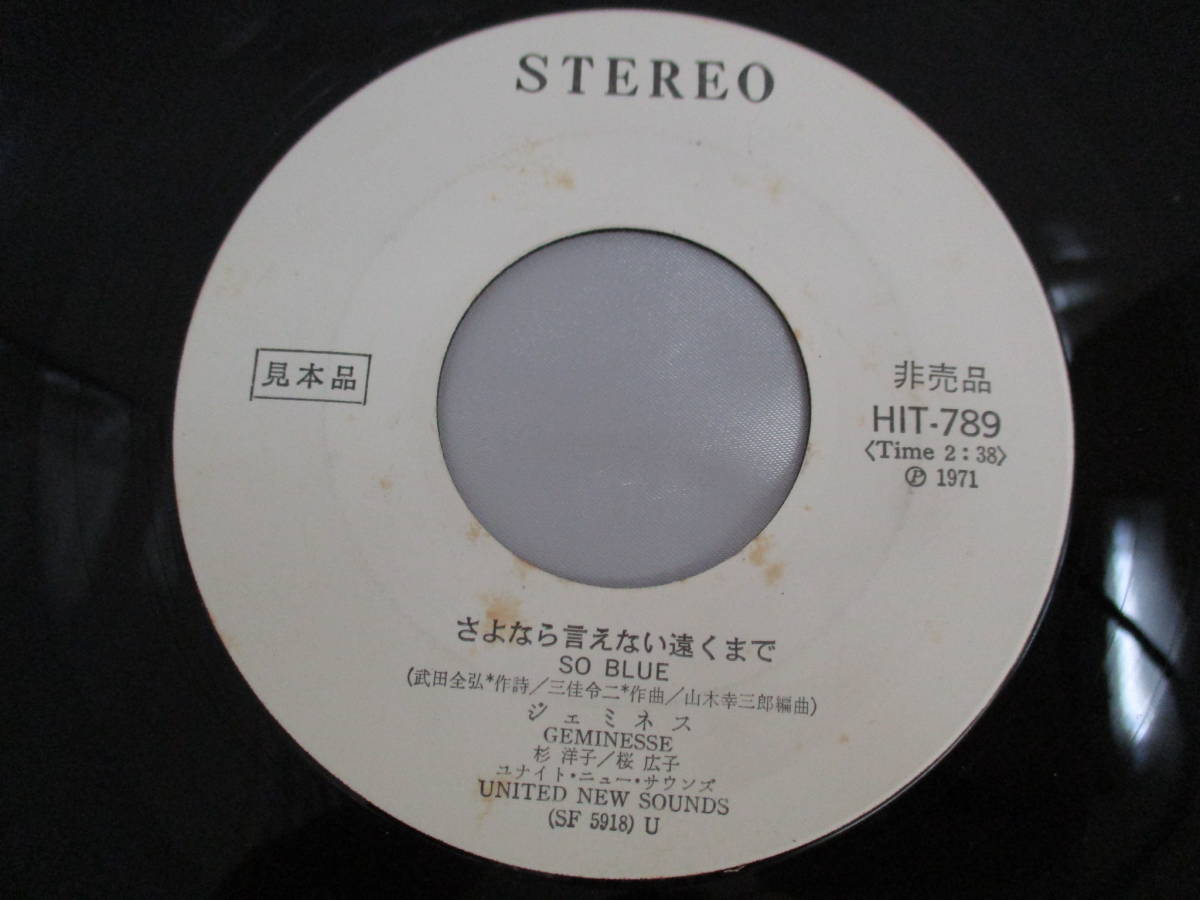 STEREO
見本品
非売品
HIT-789
〈Time 2：38〉
Ⓟ 1971
さよなら言えない遠くまで
SO BLUE
(武田全弘*作詩／三佳令二*作曲／山木幸三郎編曲)
ジェミネス
GEMINESSE
杉 洋子／桜 広子
ユナイト・ニュー・サウンズ
UNITED NEW SOUNDS
(SF 5918) U